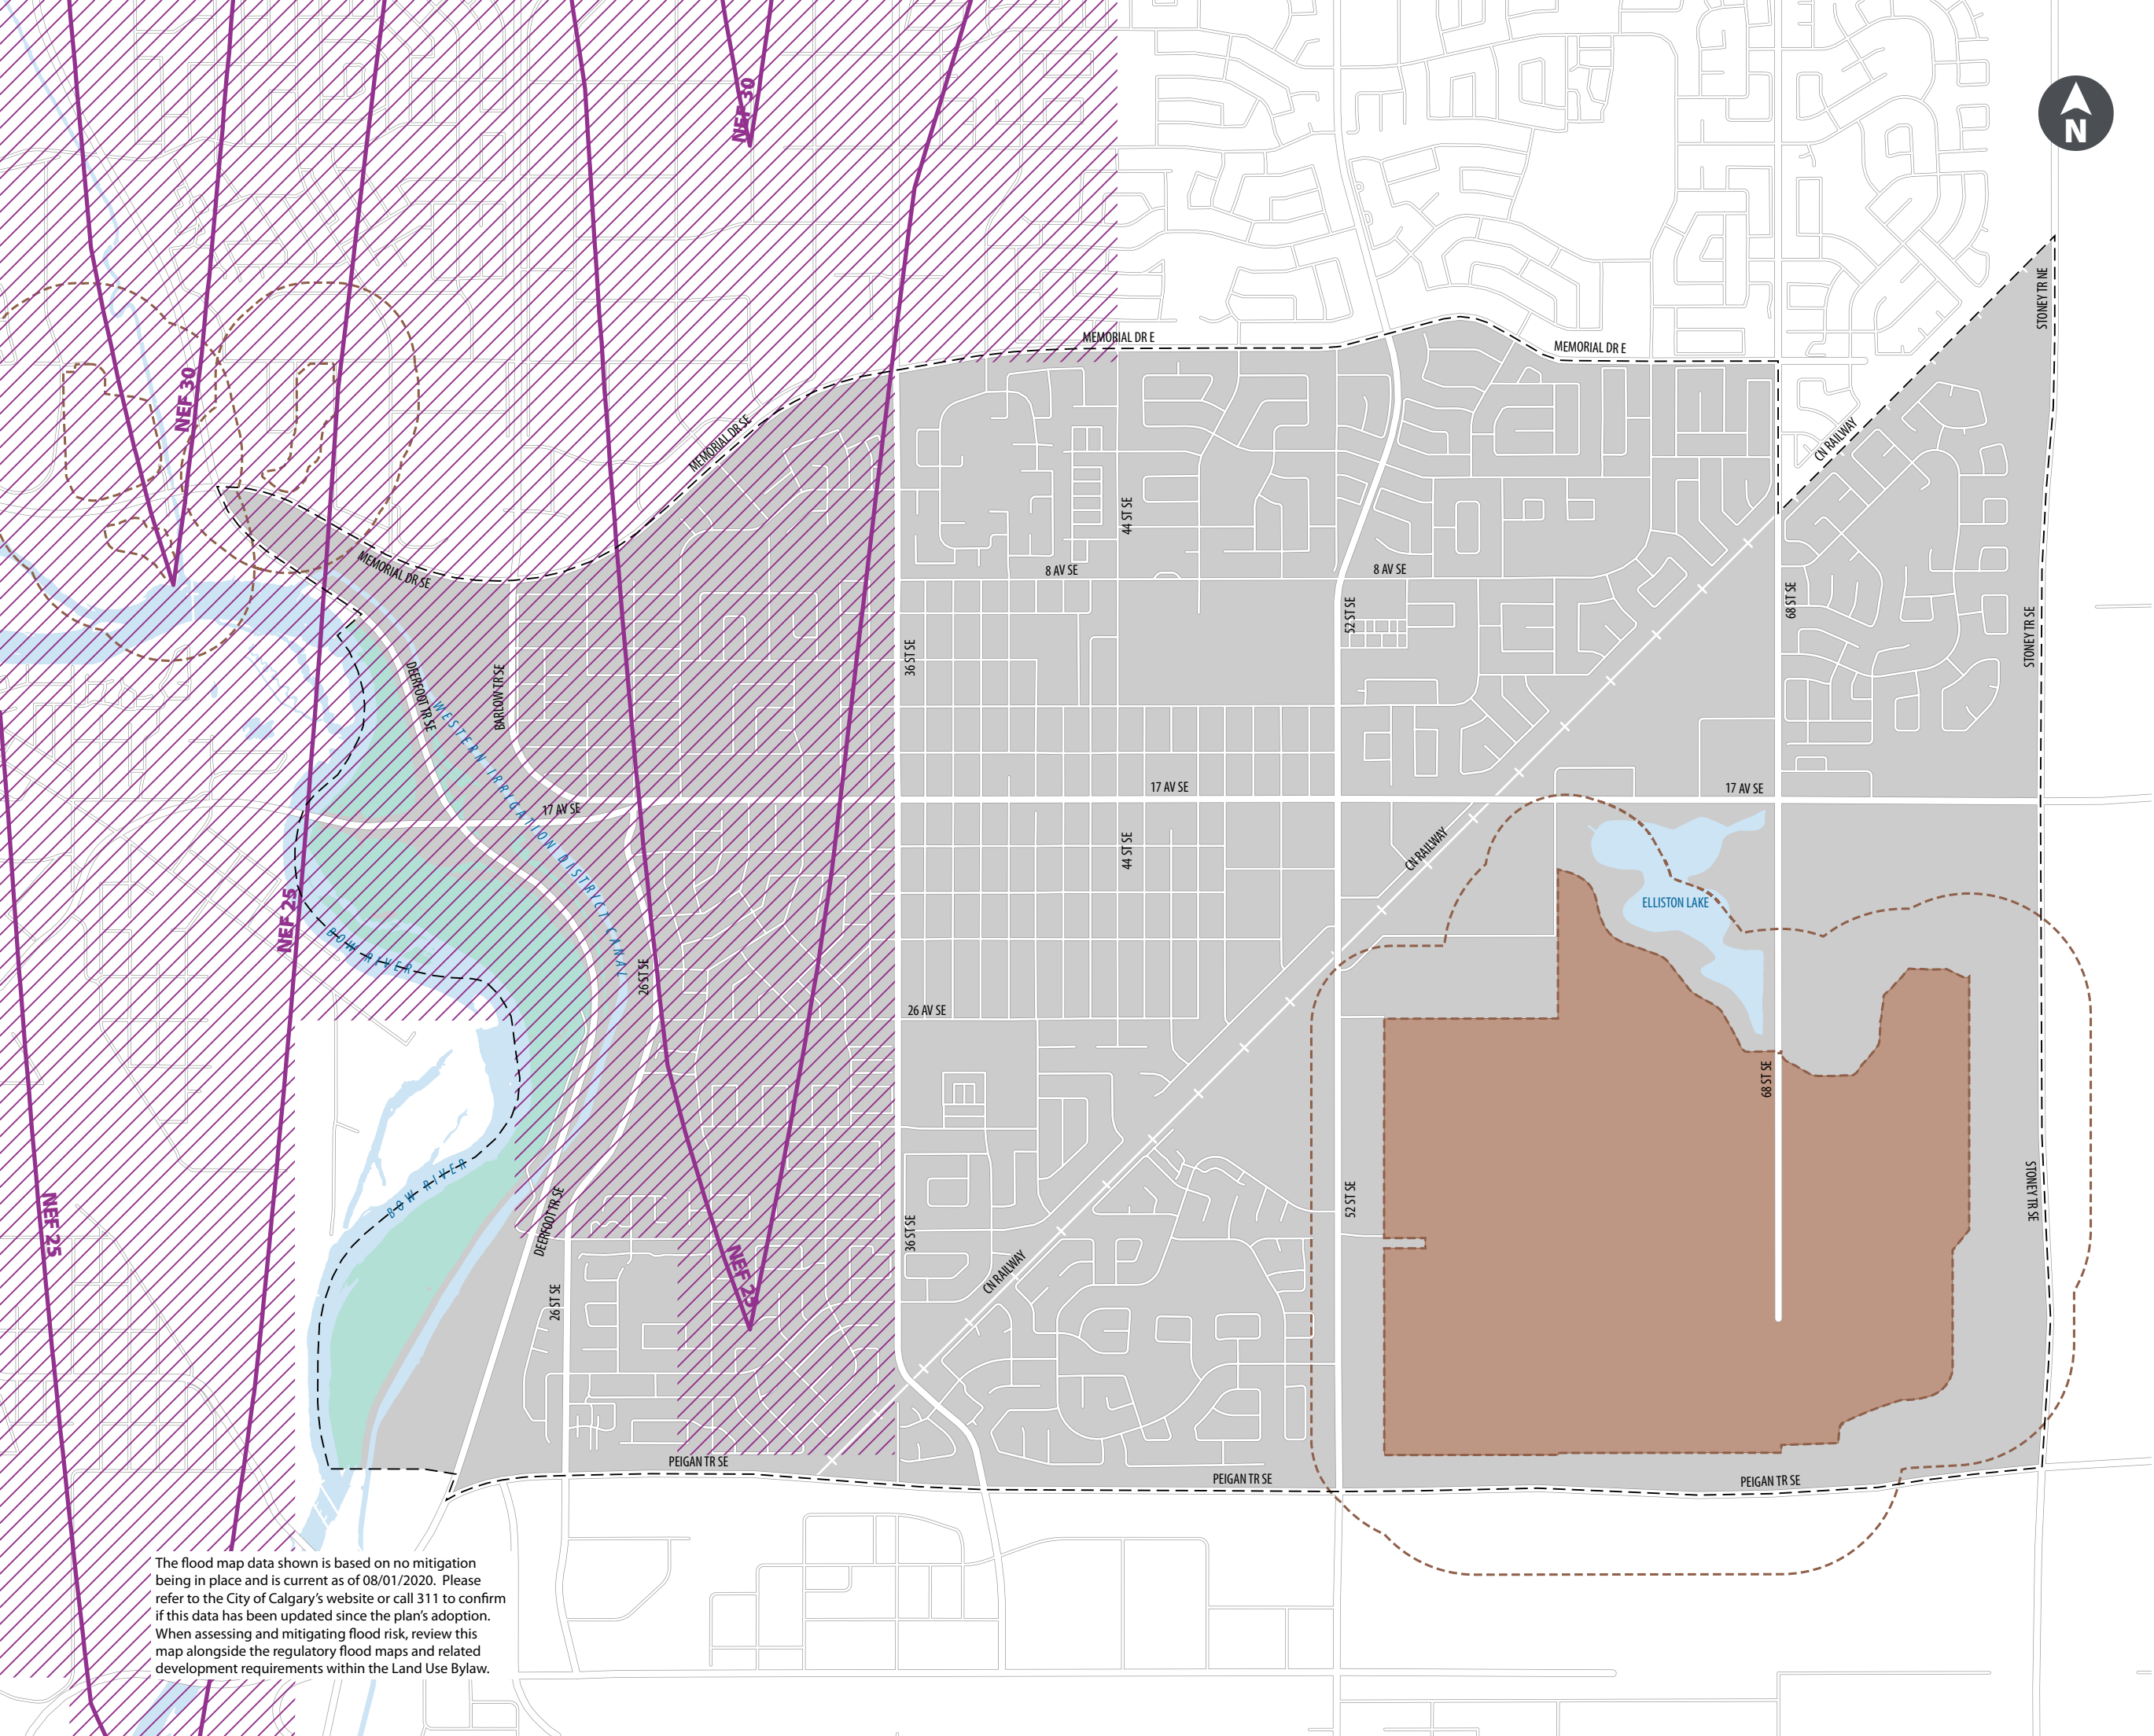 NEF 30
N
STONEY TR NE
MEMORIAL DR E
MEMORIAL DR E
NEF 30
MEMORIAL DR SE
CN RAILWAY
44 ST SE
MEMORIAL DR SE
8 AV SE
8 AV SE
52 ST SE
68 ST SE
STONEY TR SE
36 ST SE
DEERFOOT TR SE
BARLOW TR SE
WESTERN IRRIGATION DISTRICT CANAL
17 AV SE
17 AV SE
17 AV SE
44 ST SE
CN RAILWAY
ELLISTON LAKE
NEF 25
BOW RIVER
26 ST SE
26 AV SE
68 ST SE
BOW RIVER
DEERFOOT TR SE
36 ST SE
52 ST SE
STONEY TR SE
NEF 25
NEF 25
CN RAILWAY
26 ST SE
PEIGAN TR SE
PEIGAN TR SE
PEIGAN TR SE
The flood map data shown is based on no mitigation
being in place and is current as of 08/01/2020. Please
refer to the City of Calgary's website or call 311 to confirm
if this data has been updated since the plan's adoption.
When assessing and mitigating flood risk, review this
map alongside the regulatory flood maps and related
development requirements within the Land Use Bylaw.